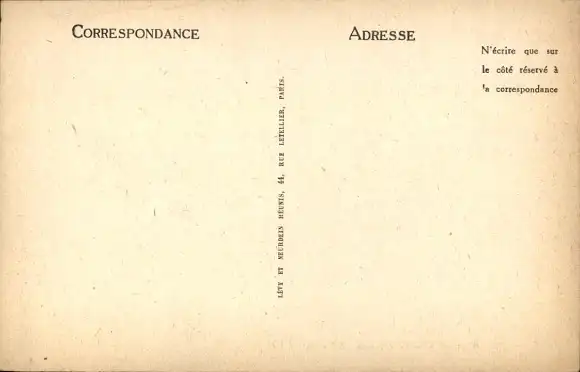 CORRESPONDANCE
ADRESSE
N'écrire que sur
le côté réservé à
la correspondance
LÉVY ET NEURDEIN RÉUNIS, 44, RUE LETELLIER, PARIS.